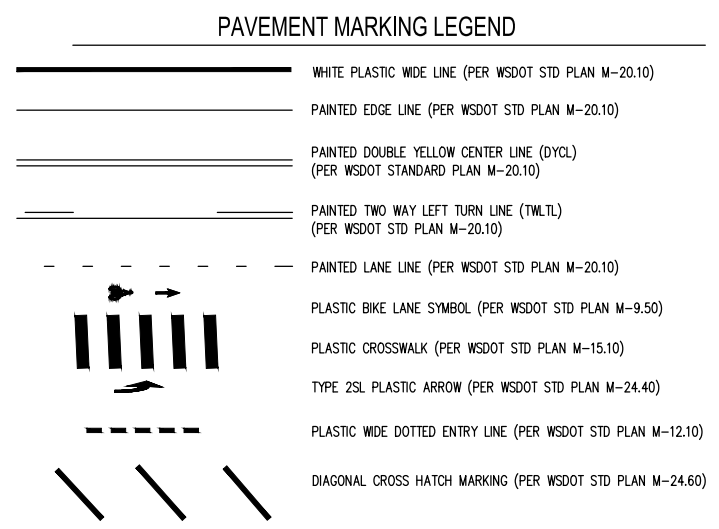 PAVEMENT MARKING LEGEND
WHITE PLASTIC WIDE LINE (PER WSDOT STD PLAN M-20.10)
PAINTED EDGE LINE (PER WSDOT STD PLAN M-20.10)
PAINTED DOUBLE YELLOW CENTER LINE (DYCL)
(PER WSDOT STANDARD PLAN M-20.10)
PAINTED TWO WAY LEFT TURN LINE (TWLTL)
(PER WSDOT STD PLAN M-20.10)
PAINTED LANE LINE (PER WSDOT STD PLAN M-20.10)
PLASTIC BIKE LANE SYMBOL (PER WSDOT STD PLAN M-9.50)
PLASTIC CROSSWALK (PER WSDOT STD PLAN M-15.10)
TYPE 2SL PLASTIC ARROW (PER WSDOT STD PLAN M-24.40)
PLASTIC WIDE DOTTED ENTRY LINE (PER WSDOT STD PLAN M-12.10)
DIAGONAL CROSS HATCH MARKING (PER WSDOT STD PLAN M-24.60)